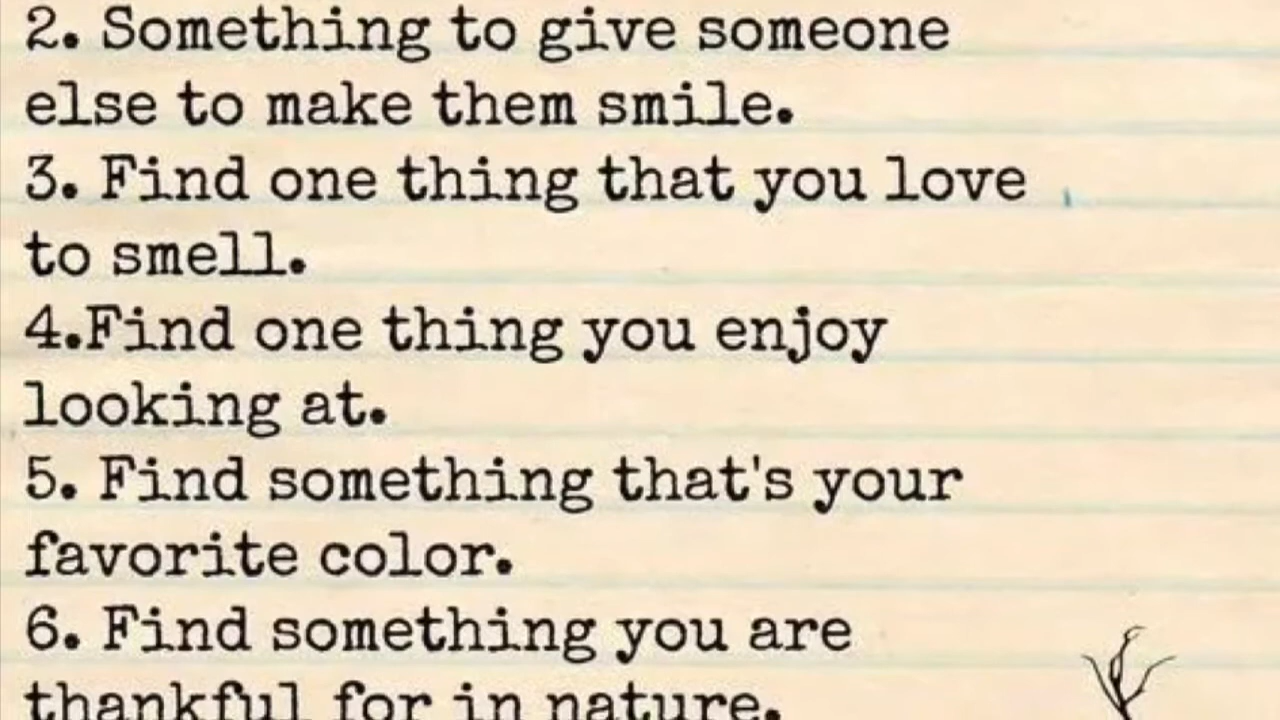 2. Something to give someone
else to make them smile.
3. Find one thing that you love
to smell.
4.Find one thing you enjoy
looking at.
5. Find something that's your
favorite color.
6. Find something you are
thankful for in nature.